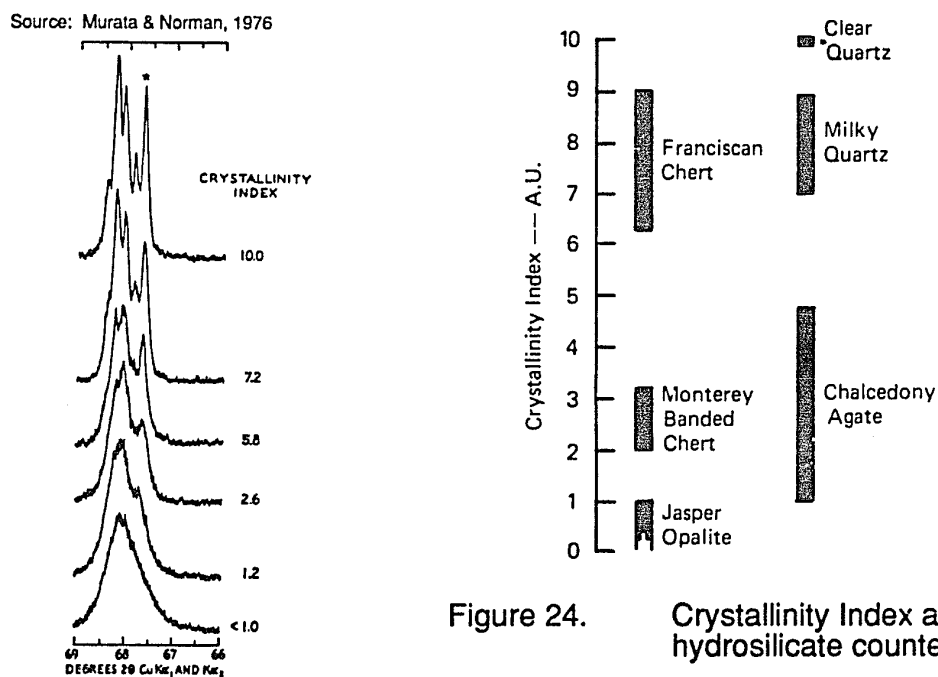 Source: Murata & Norman, 1976
*
CRYSTALLINITY
INDEX
10.0
7.2
5.8
2.6
1.2
<1.0
69
68
67
66
DEGREES 2θ CuKα₁ AND Kα₂
Crystallinity Index –– A.U.
10
9
8
7
6
5
4
3
2
1
0
Franciscan
Chert
Monterey
Banded
Chert
Jasper
Opalite
Clear
Quartz
Milky
Quartz
Chalcedony
Agate
Figure 24. Crystallinity Index a
hydrosilicate counte